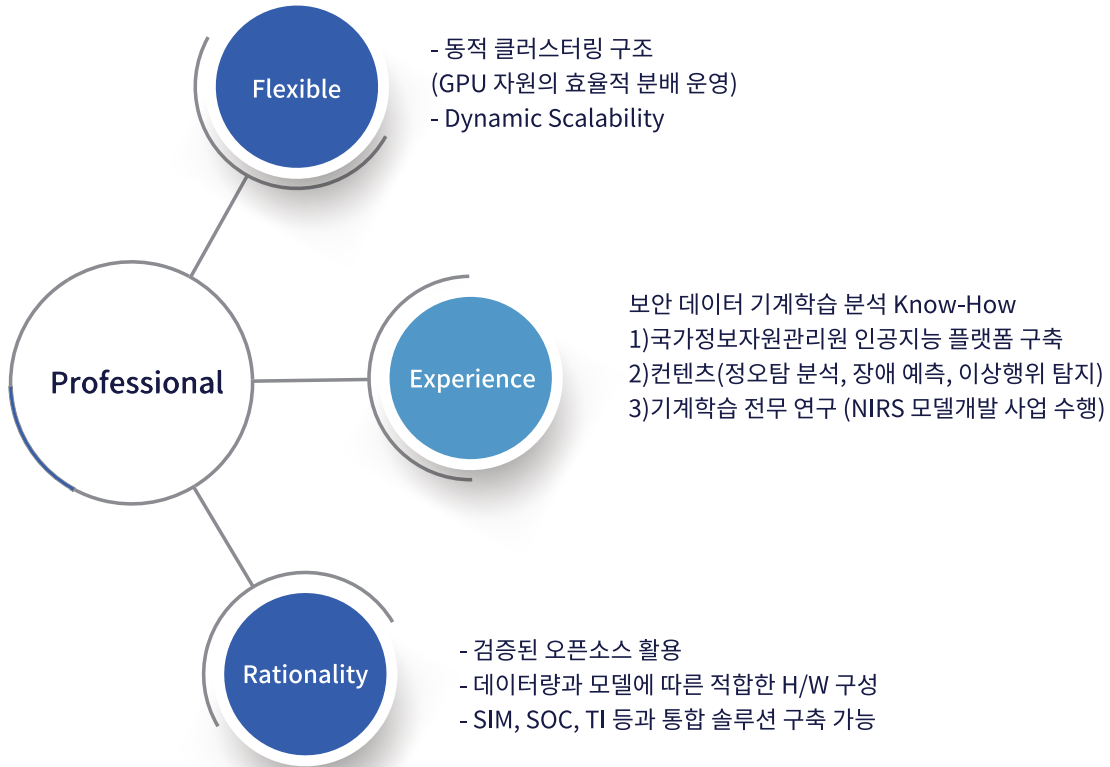 Flexible
- 동적 클러스터링 구조
(GPU 자원의 효율적 분배 운영)
- Dynamic Scalability
Professional
Experience
보안 데이터 기계학습 분석 Know-How
1)국가정보자원관리원 인공지능 플랫폼 구축
2)컨텐츠(정오탐 분석, 장애 예측, 이상행위 탐지)
3)기계학습 전무 연구 (NIRS 모델개발 사업 수행)
Rationality
- 검증된 오픈소스 활용
- 데이터량과 모델에 따른 적합한 H/W 구성
- SIM, SOC, TI 등과 통합 솔루션 구축 가능